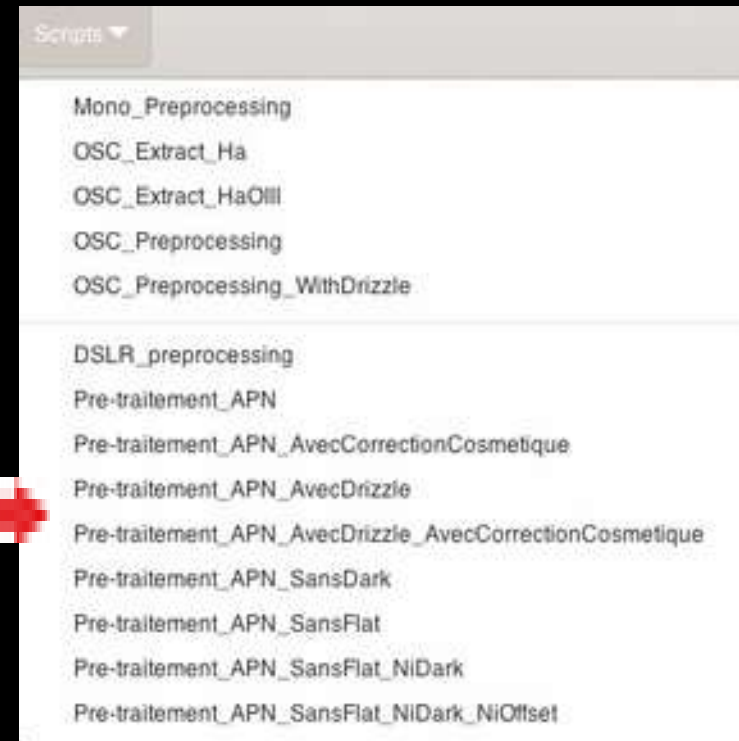 Scripts
Mono_Preprocessing
OSC_Extract_Ha
OSC_Extract_HaOIII
OSC_Preprocessing
OSC_Preprocessing_WithDrizzle
DSLR_preprocessing
Pre-traitement_APN
Pre-traitement_APN_AvecCorrectionCosmetique
Pre-traitement_APN_AvecDrizzle
Pre-traitement_APN_AvecDrizzle_AvecCorrectionCosmetique
Pre-traitement_APN_SansDark
Pre-traitement_APN_SansFlat
Pre-traitement_APN_SansFlat_NiDark
Pre-traitement_APN_SansFlat_NiDark_NiOffset